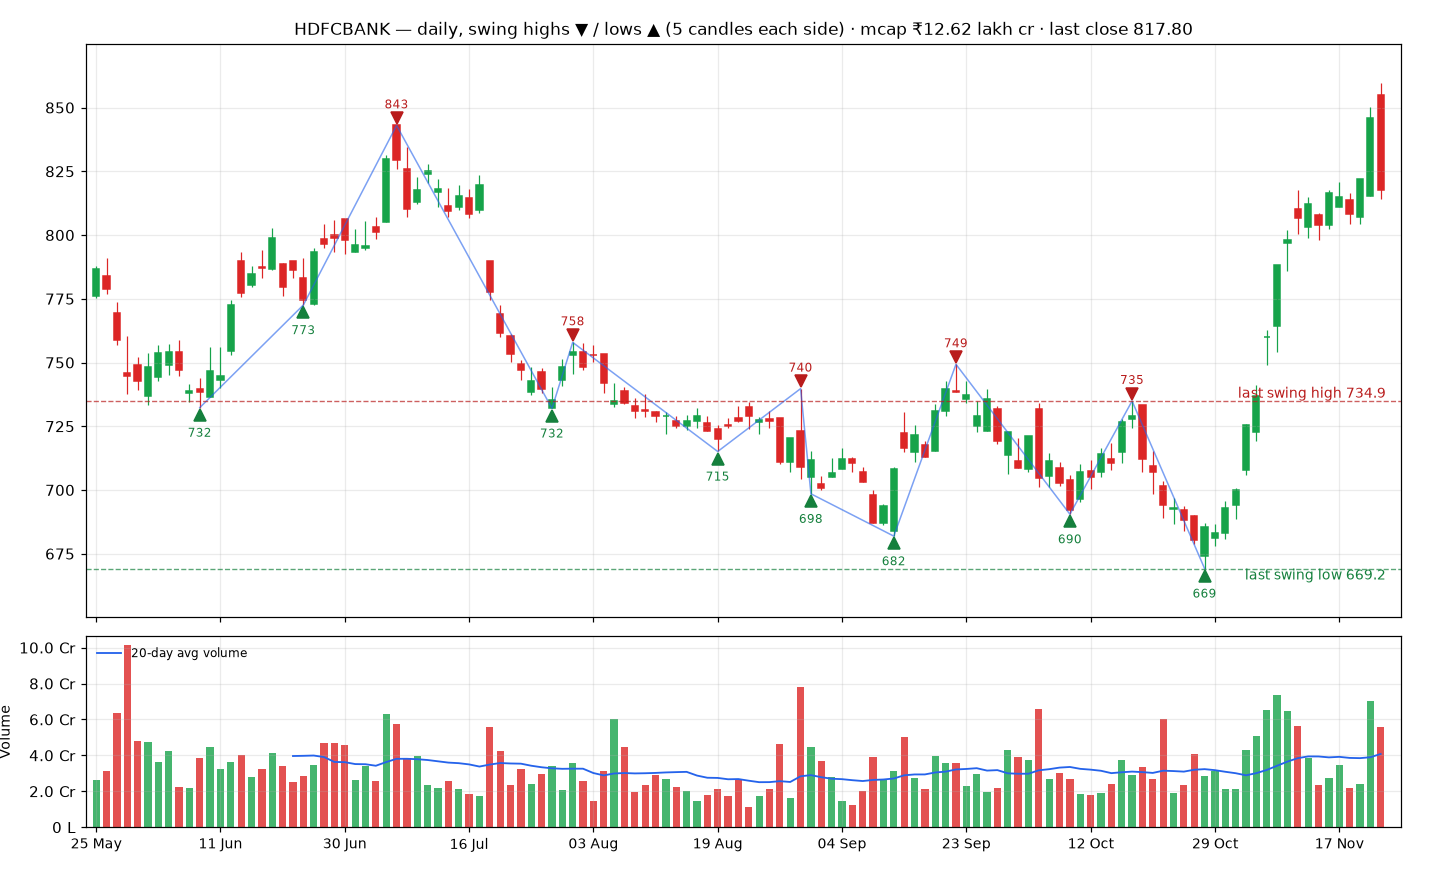 HDFCBANK — daily, swing highs ▼ / lows ▲ (5 candles each side) · mcap ₹12.62 lakh cr · last close 817.80
850
825
800
775
750
725
700
675
843
773
732
758
732
740
715
698
682
749
735
690
669
last swing high 734.9
last swing low 669.2
Volume
10.0 Cr
8.0 Cr
6.0 Cr
4.0 Cr
2.0 Cr
0 L
20-day avg volume
25 May
11 Jun
30 Jun
16 Jul
03 Aug
19 Aug
04 Sep
23 Sep
12 Oct
29 Oct
17 Nov